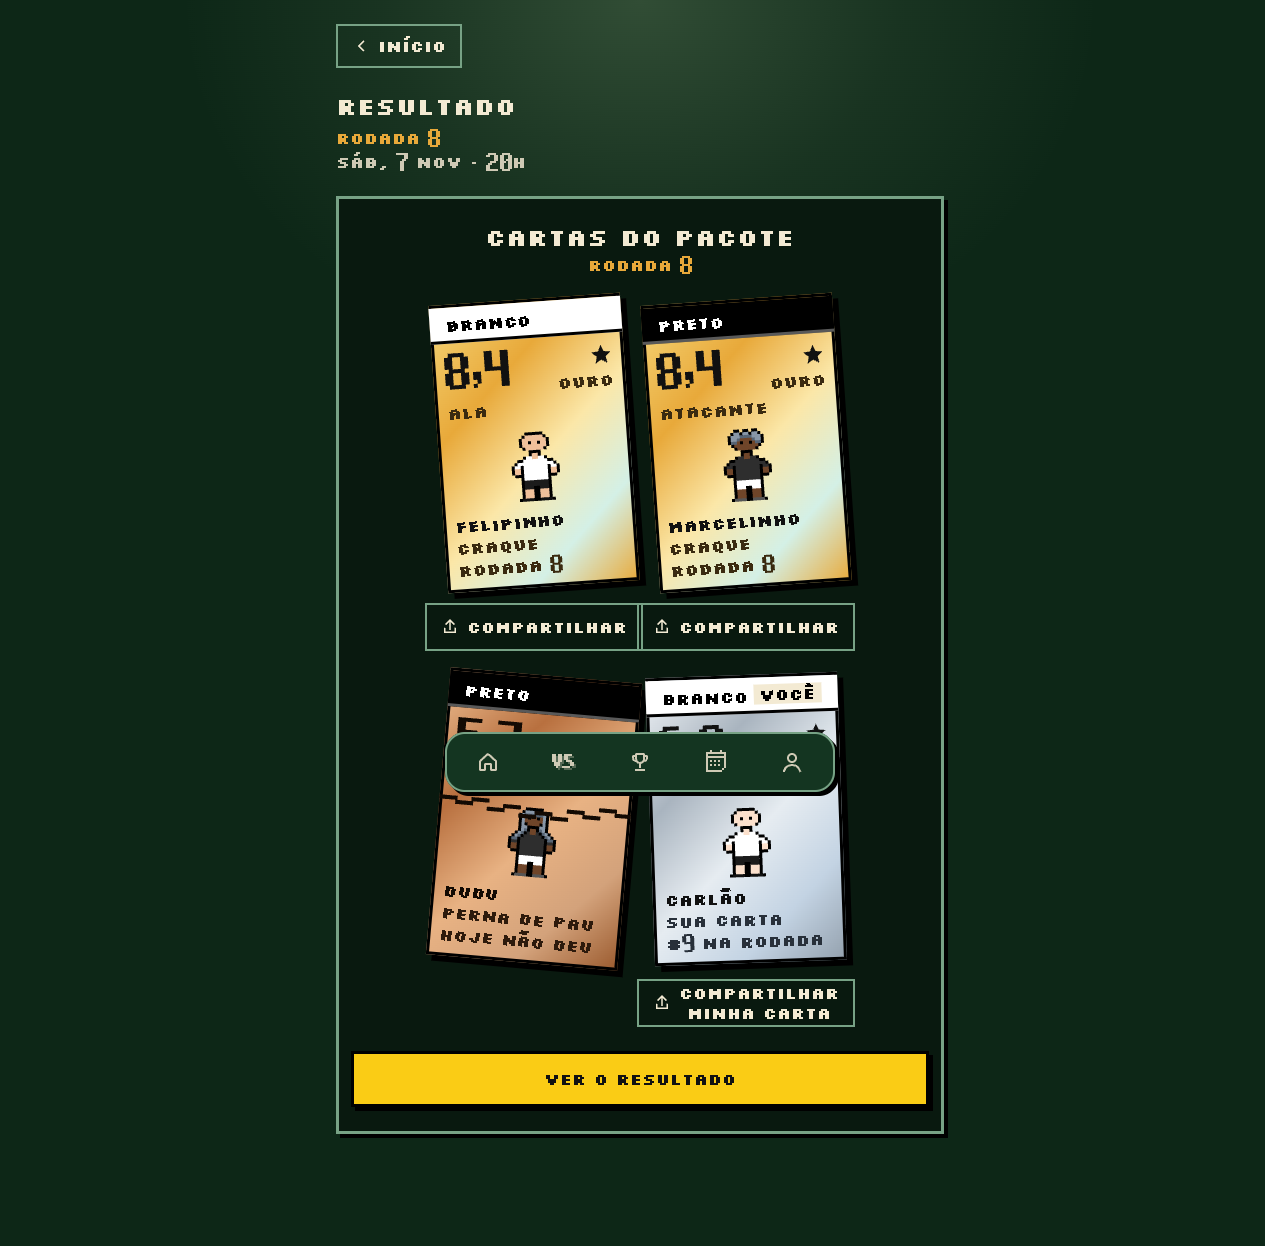 INÍCIO
RESULTADO
RODADA 8
SÁB, 7 NOV · 20H
CARTAS DO PACOTE
RODADA 8
BRANCO
8,4
OURO
ALA
FELIPINHO
CRAQUE
RODADA 8
COMPARTILHAR
PRETO
8,4
OURO
ATACANTE
MARCELINHO
CRAQUE
RODADA 8
COMPARTILHAR
PRETO
DUDU
PERNA DE PAU
HOJE NÃO DEU
BRANCO VOCÊ
CARLÃO
SUA CARTA
#9 NA RODADA
COMPARTILHAR
MINHA CARTA
VS
VER O RESULTADO